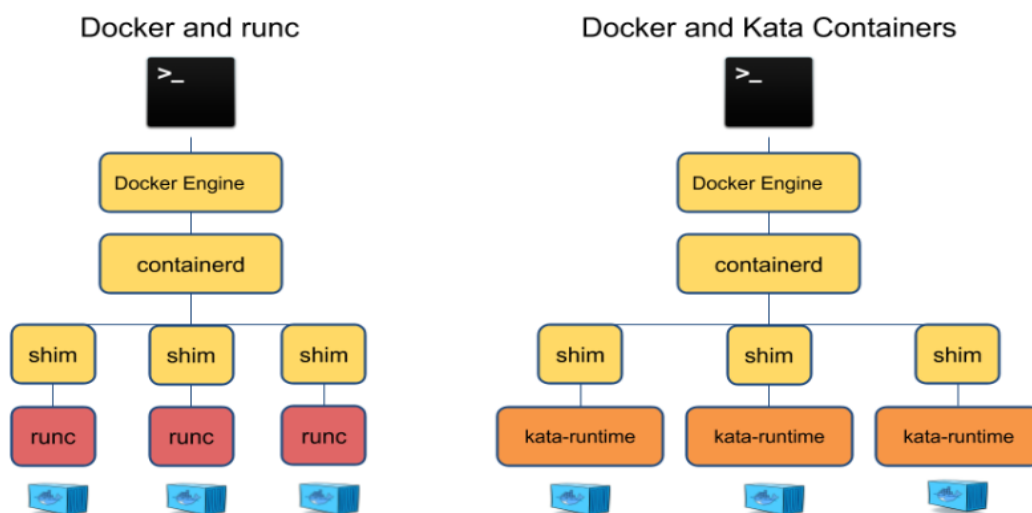 Docker and runc
>_
Docker Engine
containerd
shim shim shim
runc runc runc
Docker and Kata Containers
>_
Docker Engine
containerd
shim shim shim
kata-runtime kata-runtime kata-runtime